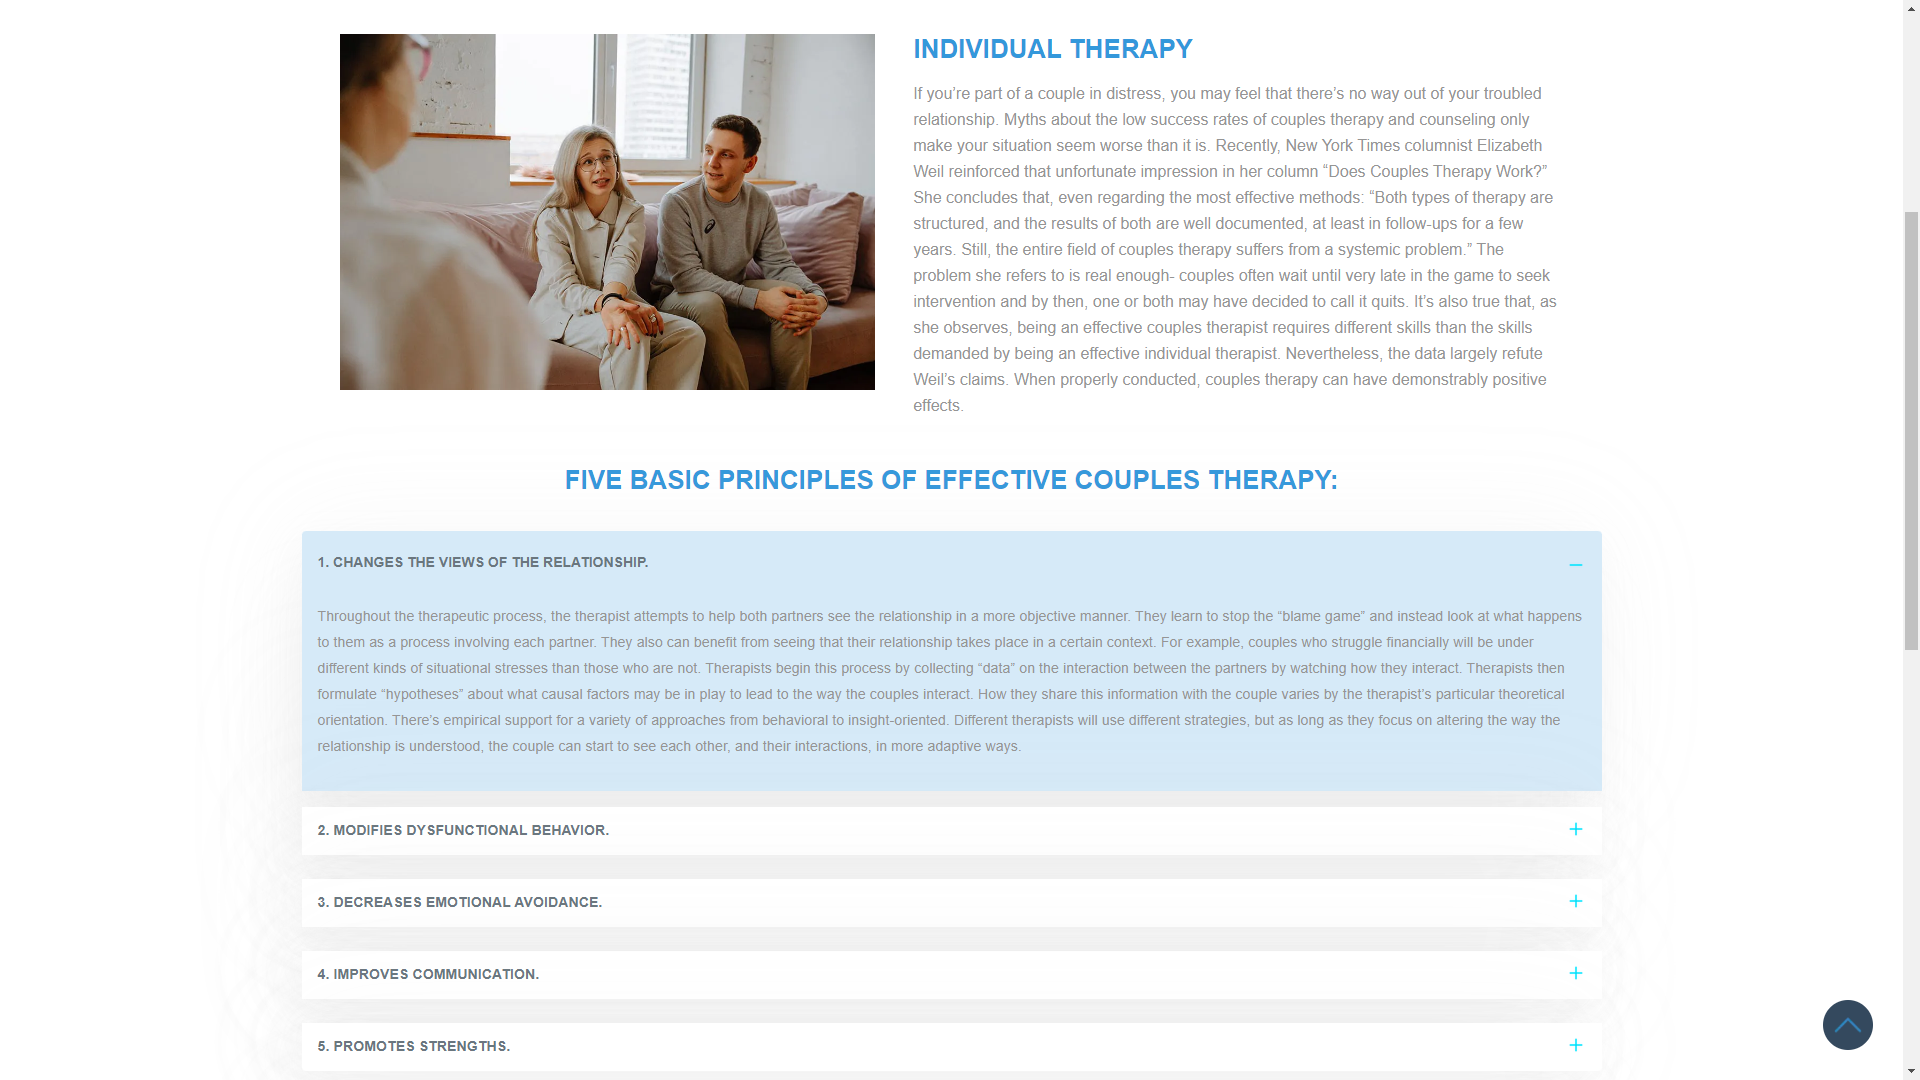 INDIVIDUAL THERAPY
If you’re part of a couple in distress, you may feel that there’s no way out of your troubled
relationship. Myths about the low success rates of couples therapy and counseling only
make your situation seem worse than it is. Recently, New York Times columnist Elizabeth
Weil reinforced that unfortunate impression in her column “Does Couples Therapy Work?”
She concludes that, even regarding the most effective methods: “Both types of therapy are
structured, and the results of both are well documented, at least in follow-ups for a few
years. Still, the entire field of couples therapy suffers from a systemic problem.” The
problem she refers to is real enough- couples often wait until very late in the game to seek
intervention and by then, one or both may have decided to call it quits. It’s also true that, as
she observes, being an effective couples therapist requires different skills than the skills
demanded by being an effective individual therapist. Nevertheless, the data largely refute
Weil’s claims. When properly conducted, couples therapy can have demonstrably positive
effects.
FIVE BASIC PRINCIPLES OF EFFECTIVE COUPLES THERAPY:
1. CHANGES THE VIEWS OF THE RELATIONSHIP.
Throughout the therapeutic process, the therapist attempts to help both partners see the relationship in a more objective manner. They learn to stop the “blame game” and instead look at what happens
to them as a process involving each partner. They also can benefit from seeing that their relationship takes place in a certain context. For example, couples who struggle financially will be under
different kinds of situational stresses than those who are not. Therapists begin this process by collecting “data” on the interaction between the partners by watching how they interact. Therapists then
formulate “hypotheses” about what causal factors may be in play to lead to the way the couples interact. How they share this information with the couple varies by the therapist’s particular theoretical
orientation. There’s empirical support for a variety of approaches from behavioral to insight-oriented. Different therapists will use different strategies, but as long as they focus on altering the way the
relationship is understood, the couple can start to see each other, and their interactions, in more adaptive ways.
2. MODIFIES DYSFUNCTIONAL BEHAVIOR.
3. DECREASES EMOTIONAL AVOIDANCE.
4. IMPROVES COMMUNICATION.
5. PROMOTES STRENGTHS.